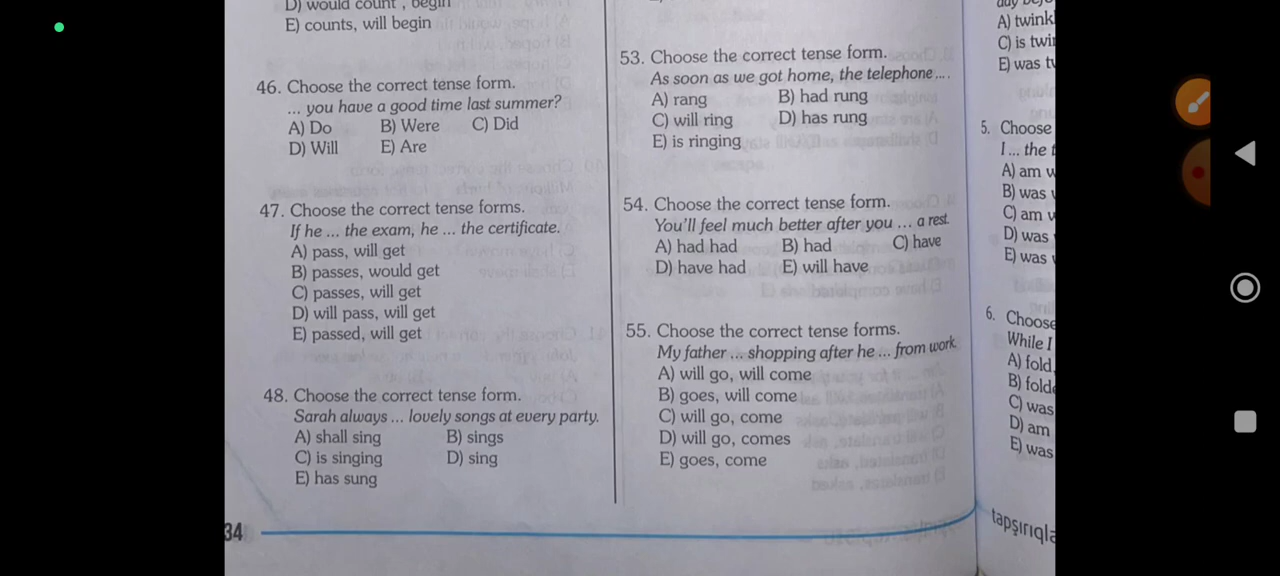 D) would count, begin
E) counts, will begin
46. Choose the correct tense form.
... you have a good time last summer?
A) Do B) Were C) Did
D) Will E) Are
47. Choose the correct tense forms.
If he ... the exam, he ... the certificate.
A) pass, will get
B) passes, would get
C) passes, will get
D) will pass, will get
E) passed, will get
48. Choose the correct tense form.
Sarah always ... lovely songs at every party.
A) shall sing B) sings
C) is singing D) sing
E) has sung
34
53. Choose the correct tense form.
As soon as we got home, the telephone ....
A) rang B) had rung
C) will ring D) has rung
E) is ringing
54. Choose the correct tense form.
You'll feel much better after you ... a rest.
A) had had B) had C) have
D) have had E) will have
55. Choose the correct tense forms.
My father ... shopping after he ... from work.
A) will go, will come
B) goes, will come
C) will go, come
D) will go, comes
E) goes, come
A) twink
C) is twi
E) was
5. Choose
I ... the
A) am
B) was
C) am
D) was
E) was
6. Choose
While I
A) fold
B) fold
C) was
D) am
E) was
tapşırıql